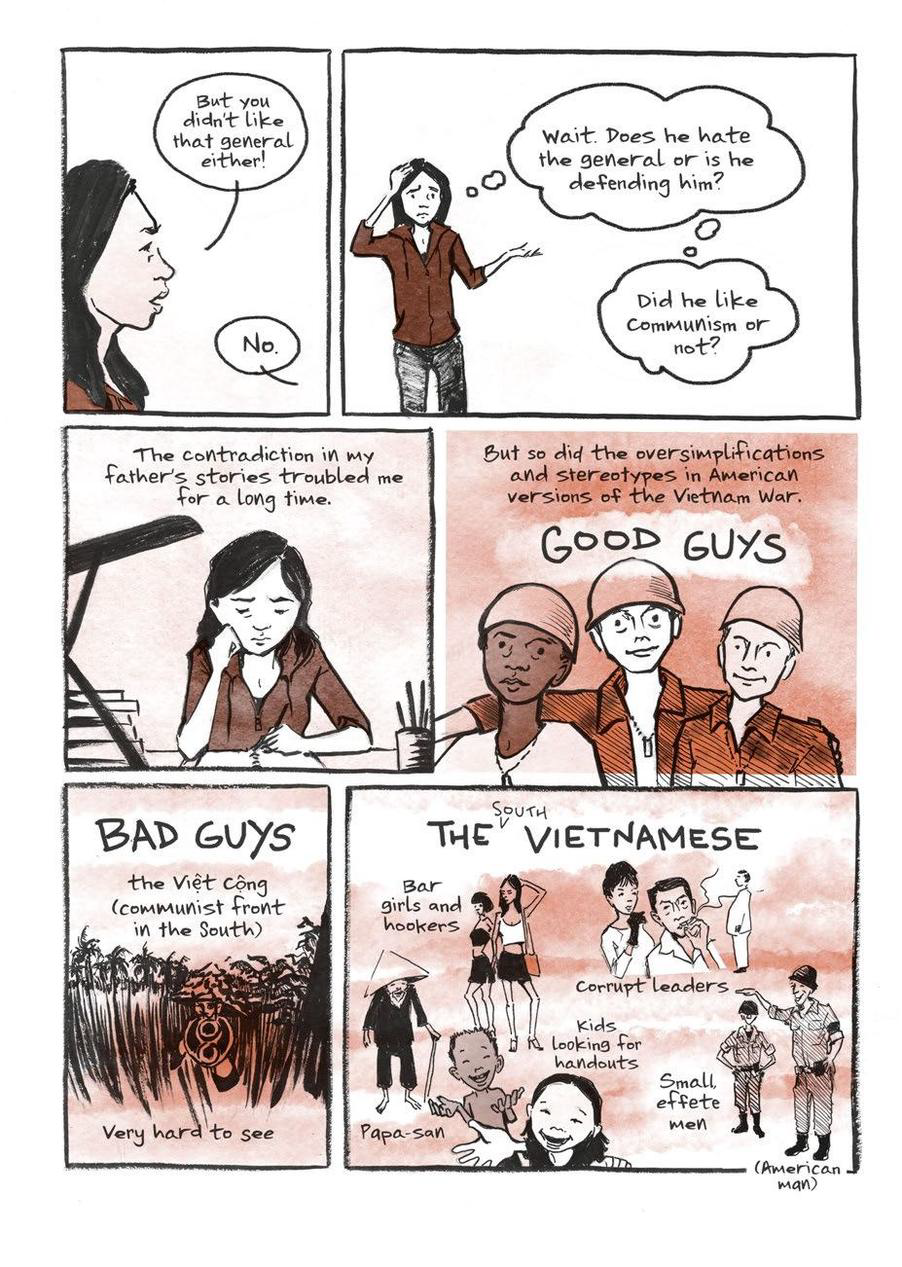 But you
didn't like
that general
either!
No.
Wait. Does he hate
the general or is he
defending him?
Did he like
communism or
not?
The contradiction in my
father's stories troubled me
for a long time.
But so did the oversimplifications
and stereotypes in American
versions of the Vietnam War.
GOOD GUYS
BAD GUYS
the Việt Cộng
(communist front
in the South)
Very hard to see
SOUTH
THE VIETNAMESE
Bar
girls and
hookers
Corrupt leaders
Kids
looking for
handouts
Papa-san
Small,
effete
men
(American
man)